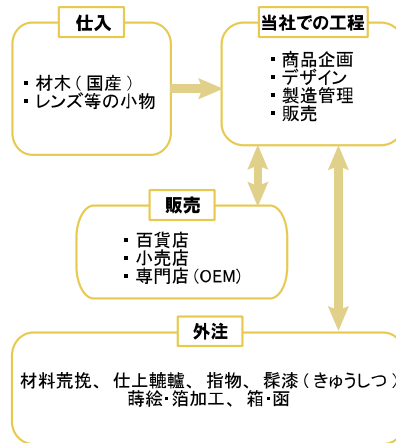 仕入
・材木(国産)
・レンズ等の小物
当社での工程
・商品企画
・デザイン
・製造管理
・販売
販売
・百貨店
・小売店
・専門店(OEM)
外注
材料荒挽、仕上轆轤、指物、髹漆(きゅうしつ)
蒔絵・箔加工、箱・函